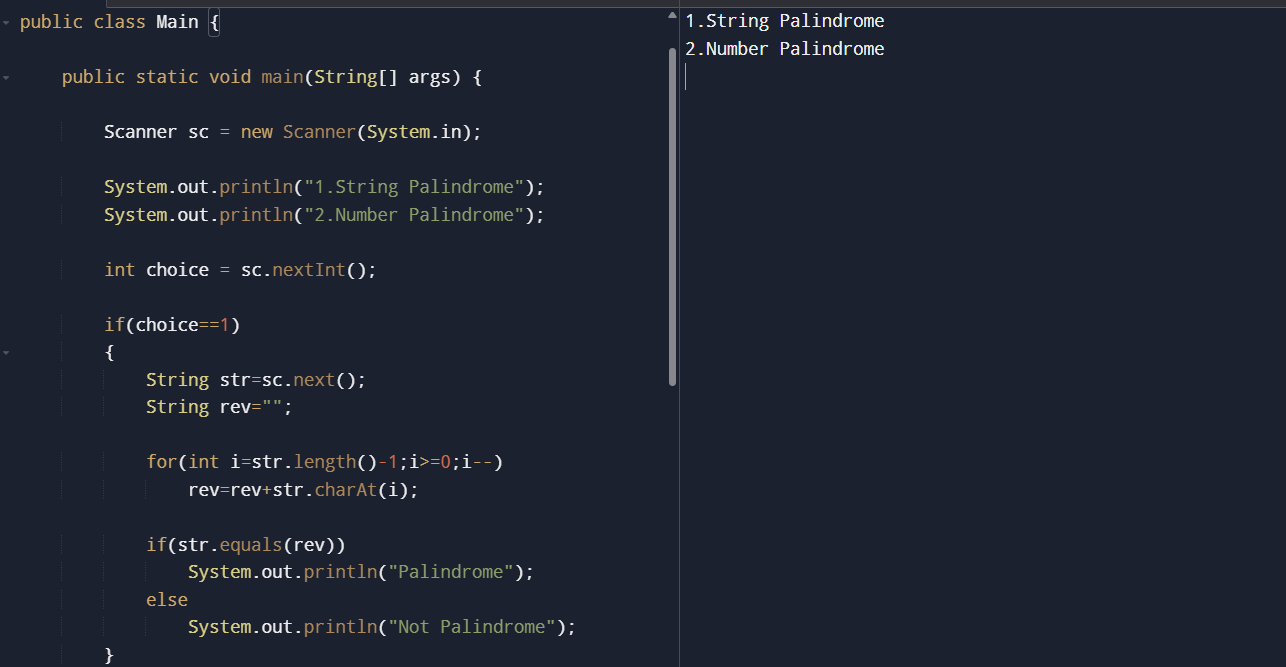 public class Main {
public static void main(String[] args) {
Scanner sc = new Scanner(System.in);
System.out.println("1.String Palindrome");
System.out.println("2.Number Palindrome");
int choice = sc.nextInt();
if(choice==1)
{
String str=sc.next();
String rev="";
for(int i=str.length()-1;i>=0;i--)
rev=rev+str.charAt(i);
if(str.equals(rev))
System.out.println("Palindrome");
else
System.out.println("Not Palindrome");
}
1.String Palindrome
2.Number Palindrome